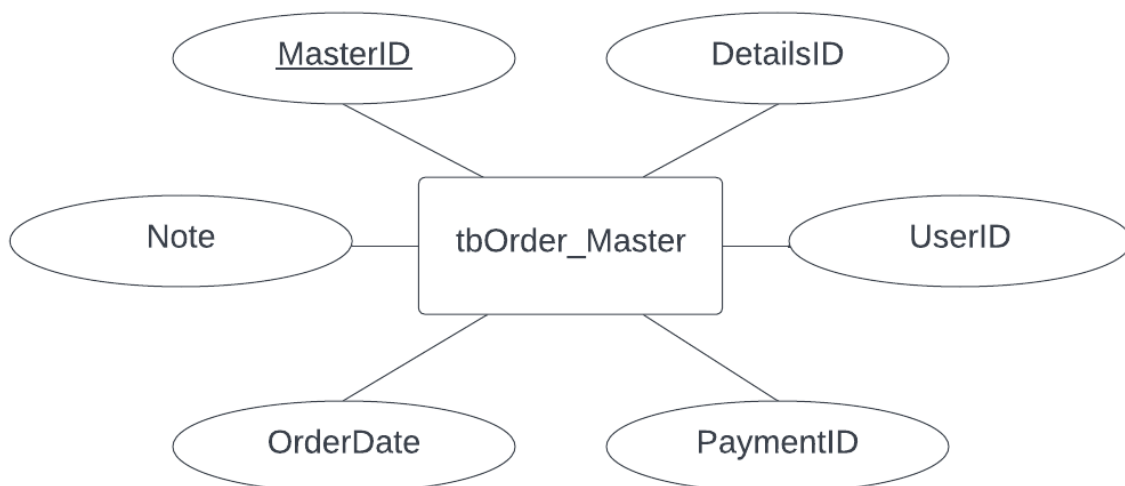 MasterID
DetailsID
Note
tbOrder_Master
UserID
OrderDate
PaymentID